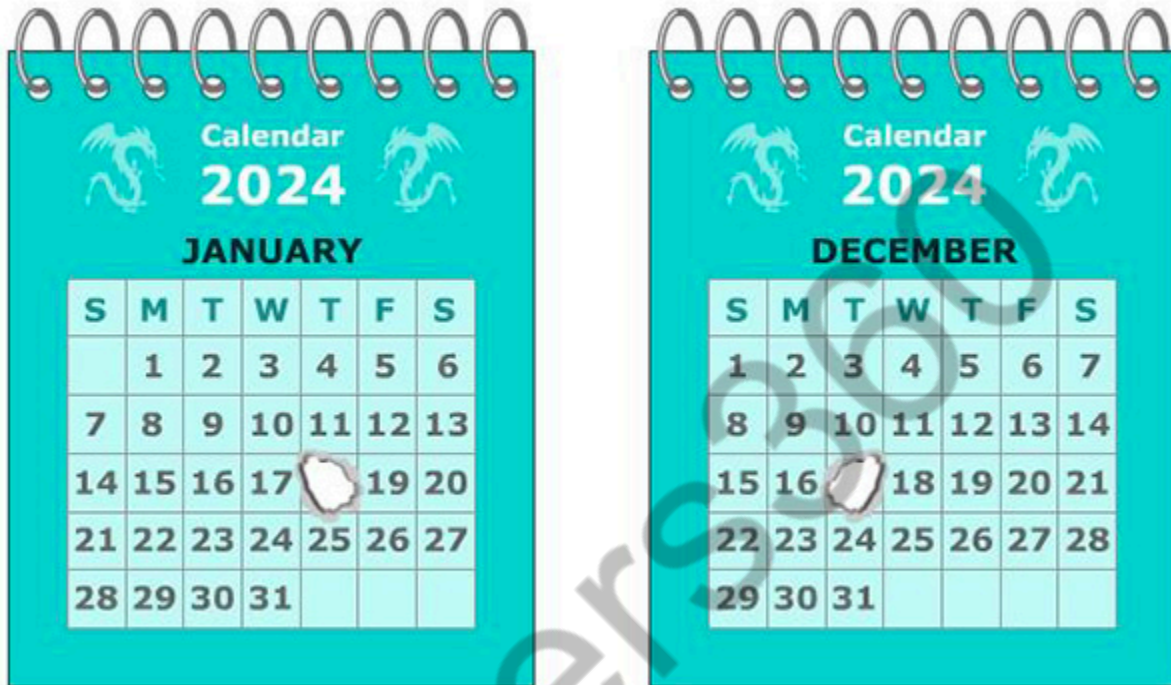 Calendar
2024
JANUARY
S M T W T F S
1 2 3 4 5 6
7 8 9 10 11 12 13
14 15 16 17 19 20
21 22 23 24 25 26 27
28 29 30 31
Calendar
2024
DECEMBER
S M T W T F S
1 2 3 4 5 6 7
8 9 10 11 12 13 14
15 16 18 19 20 21
22 23 24 25 26 27 28
29 30 31
ers360